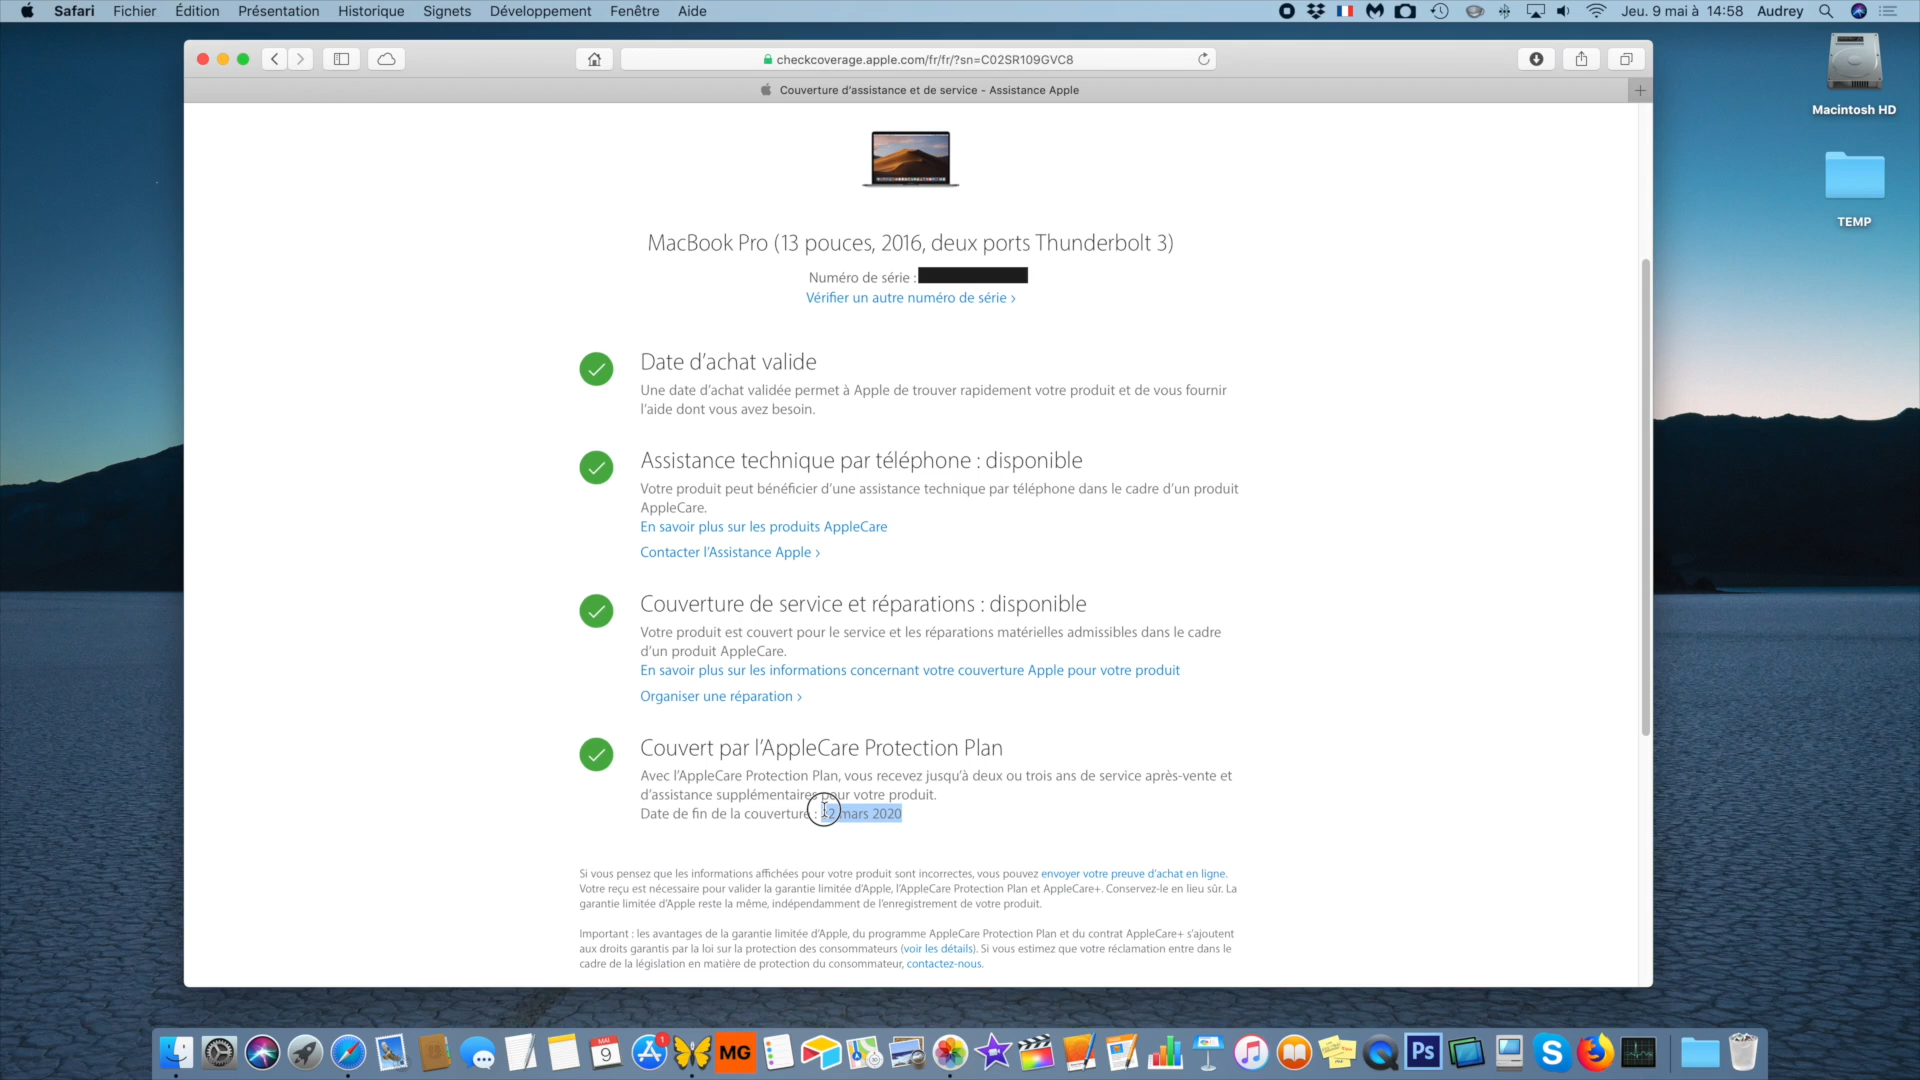 Safari Fichier Édition Présentation Historique Signets Développement Fenêtre Aide Jeu. 9 mai à 14:58 Audrey
checkcoverage.apple.com/fr/fr/?sn=C02SR109GVC8
Couverture d'assistance et de service - Assistance Apple
Macintosh HD
TEMP
MacBook Pro (13 pouces, 2016, deux ports Thunderbolt 3)
Numéro de série :
Vérifier un autre numéro de série ›
Date d'achat valide
Une date d'achat validée permet à Apple de trouver rapidement votre produit et de vous fournir
l'aide dont vous avez besoin.
Assistance technique par téléphone : disponible
Votre produit peut bénéficier d'une assistance technique par téléphone dans le cadre d'un produit
AppleCare.
En savoir plus sur les produits AppleCare
Contacter l'Assistance Apple ›
Couverture de service et réparations : disponible
Votre produit est couvert pour le service et les réparations matérielles admissibles dans le cadre
d'un produit AppleCare.
En savoir plus sur les informations concernant votre couverture Apple pour votre produit
Organiser une réparation ›
Couvert par l'AppleCare Protection Plan
Avec l'AppleCare Protection Plan, vous recevez jusqu'à deux ou trois ans de service après-vente et
d'assistance supplémentaires pour votre produit.
Date de fin de la couverture : mars 2020
Si vous pensez que les informations affichées pour votre produit sont incorrectes, vous pouvez envoyer votre preuve d'achat en ligne.
Votre reçu est nécessaire pour valider la garantie limitée d'Apple, l'AppleCare Protection Plan et AppleCare+. Conservez-le en lieu sûr. La
garantie limitée d'Apple reste la même, indépendamment de l'enregistrement de votre produit.
Important : les avantages de la garantie limitée d'Apple, du programme AppleCare Protection Plan et du contrat AppleCare+ s'ajoutent
aux droits garantis par la loi sur la protection des consommateurs (voir les détails). Si vous estimez que votre réclamation entre dans le
cadre de la législation en matière de protection du consommateur, contactez-nous.
MAI
9
1
MG
Ps